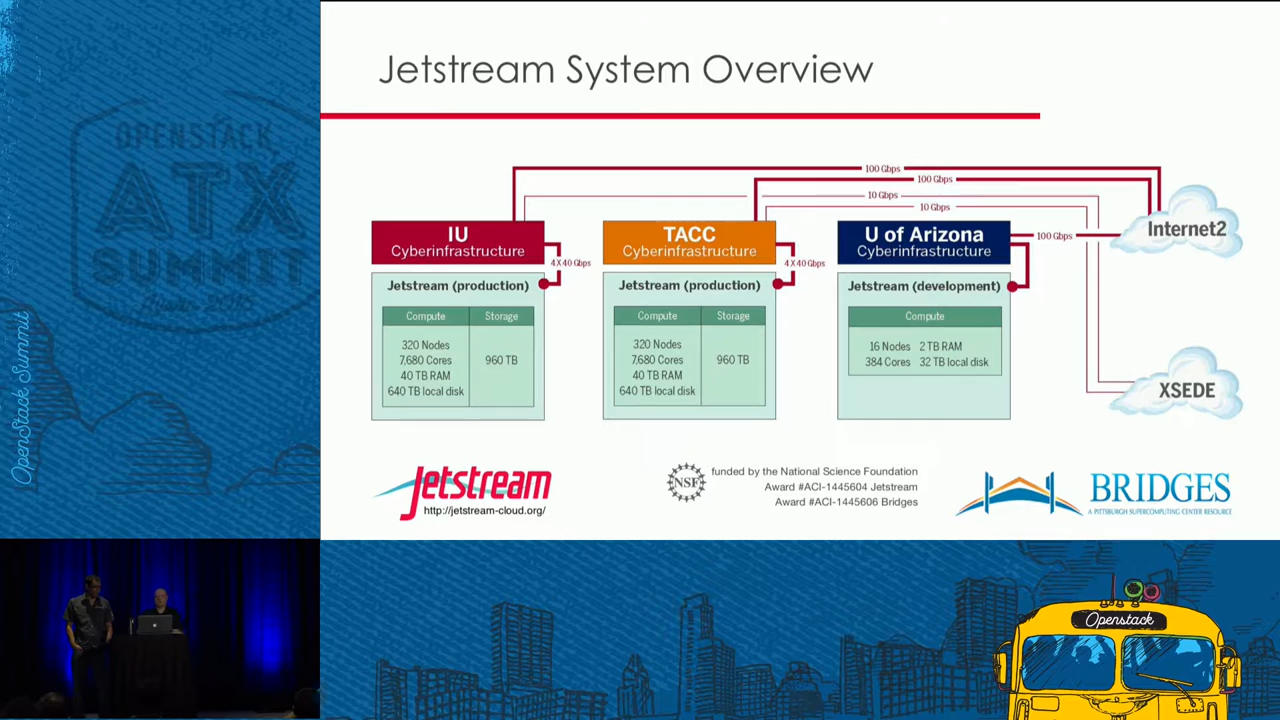 Jetstream System Overview
100 Gbps
100 Gbps
10 Gbps
10 Gbps
IU
Cyberinfrastructure
4 X 40 Gbps
Jetstream (production)
Compute
Storage
320 Nodes
7,680 Cores
40 TB RAM
640 TB local disk
960 TB
TACC
Cyberinfrastructure
4 X 40 Gbps
Jetstream (production)
Compute
Storage
320 Nodes
7,680 Cores
40 TB RAM
640 TB local disk
960 TB
U of Arizona
Cyberinfrastructure
100 Gbps
Jetstream (development)
Compute
16 Nodes 2 TB RAM
384 Cores 32 TB local disk
Internet2
XSEDE
Jetstream
http://jetstream-cloud.org/
NSF
funded by the National Science Foundation
Award #ACI-1445604 Jetstream
Award #ACI-1445606 Bridges
BRIDGES
A PITTSBURGH SUPERCOMPUTING CENTER RESOURCE
OPENSTACK
ATX
SUMMIT
OpenStack Summit
Openstack